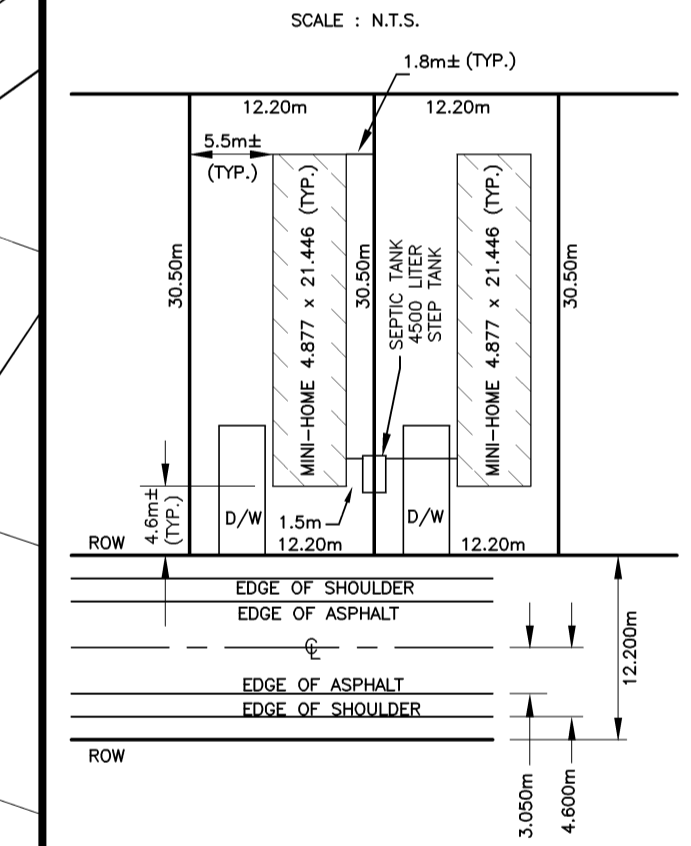 SCALE : N.T.S.
1.8m± (TYP.)
12.20m
12.20m
5.5m±
(TYP.)
30.50m
MINI-HOME 4.877 x 21.446 (TYP.)
30.50m
SEPTIC TANK
4500 LITER
STEP TANK
MINI-HOME 4.877 x 21.446 (TYP.)
30.50m
4.6m±
(TYP.)
D/W
1.5m
D/W
ROW
12.20m
12.20m
EDGE OF SHOULDER
EDGE OF ASPHALT
℄
EDGE OF ASPHALT
EDGE OF SHOULDER
12.200m
ROW
3.050m
4.600m